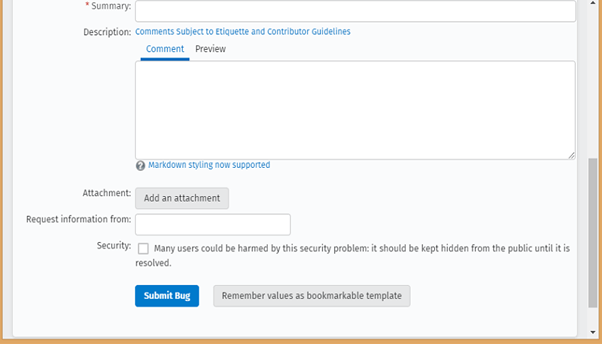 * Summary:
Description: Comments Subject to Etiquette and Contributor Guidelines
Comment Preview
Markdown styling now supported
Attachment: Add an attachment
Request information from:
Security: Many users could be harmed by this security problem: it should be kept hidden from the public until it is
resolved.
Submit Bug Remember values as bookmarkable template